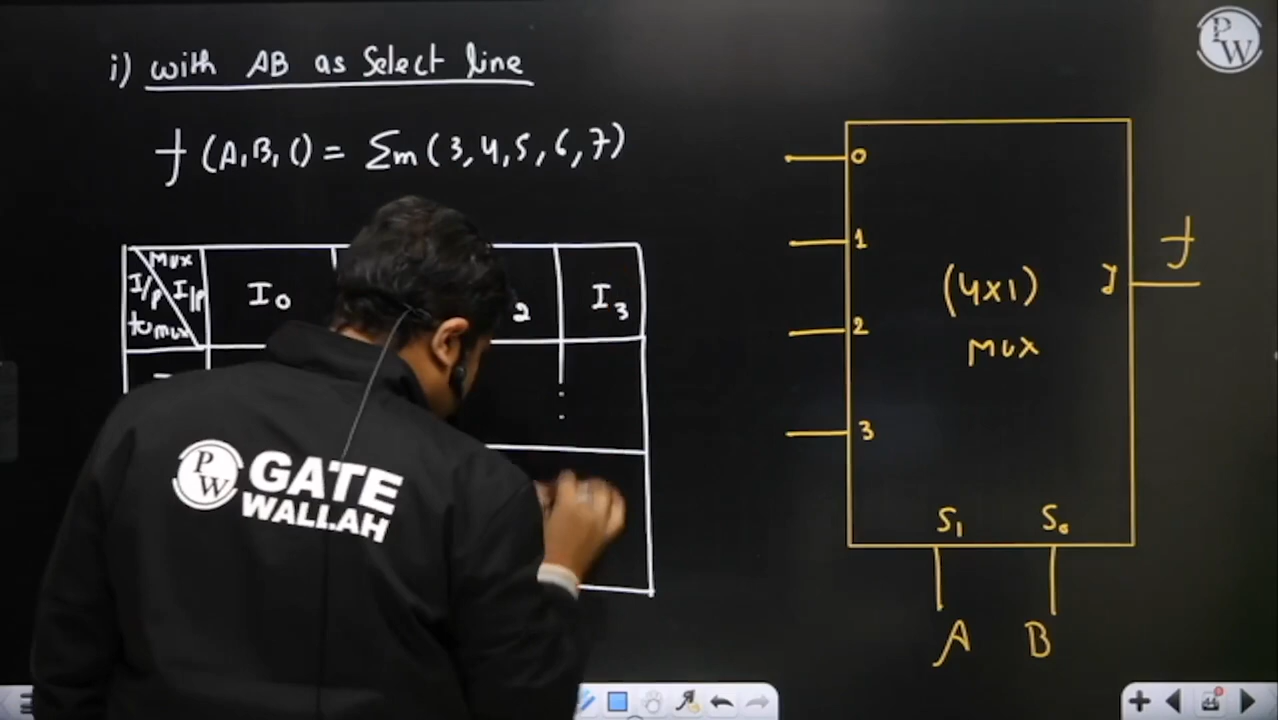 i) with AB as Select line
f (A,B,C) = Σm (3,4,5,6,7)
MUX I/P
I/P to MUX
I0
2
I3
0
1
2
3
(4x1)
MUX
y
f
S1 S0
A B
PW
GATE
WALLAH
PW